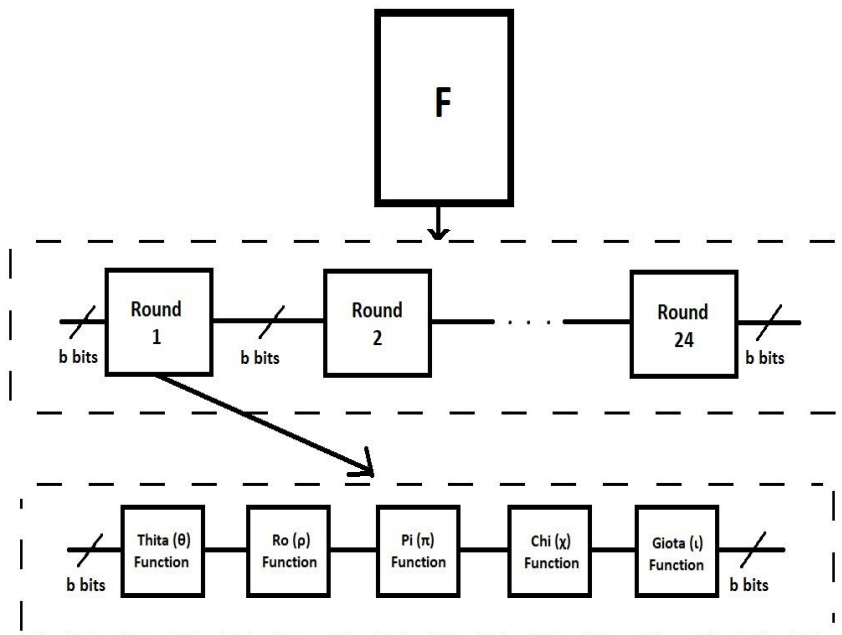 F
Round
1
Round
2
. . . .
Round
24
b bits
b bits
b bits
Thita (θ)
Function
Ro (ρ)
Function
Pi (π)
Function
Chi (χ)
Function
Giota (ι)
Function
b bits
b bits